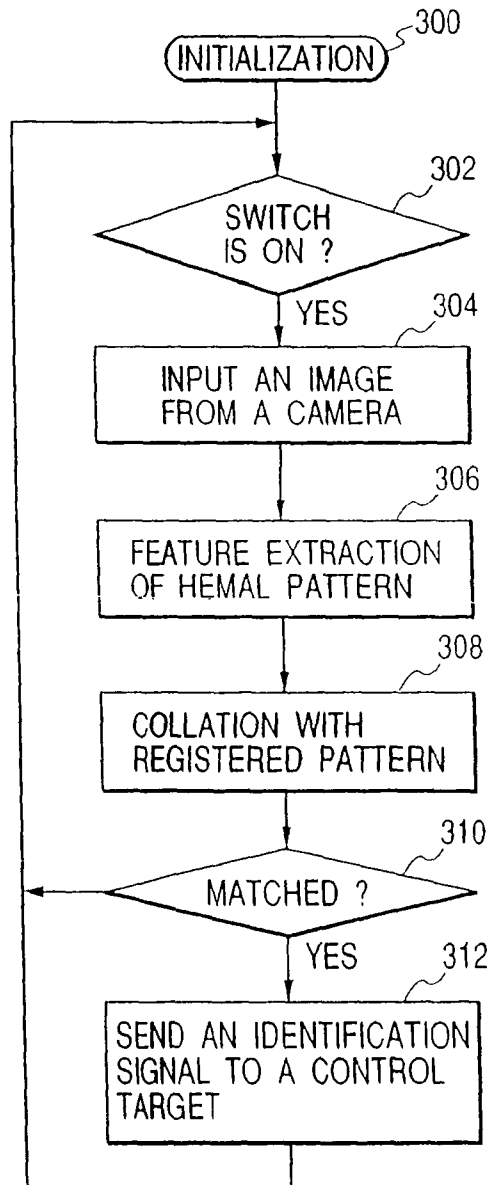 300
INITIALIZATION
302
SWITCH
IS ON ?
YES
304
INPUT AN IMAGE
FROM A CAMERA
306
FEATURE EXTRACTION
OF HEMAL PATTERN
308
COLLATION WITH
REGISTERED PATTERN
310
MATCHED ?
YES
312
SEND AN IDENTIFICATION
SIGNAL TO A CONTROL
TARGET